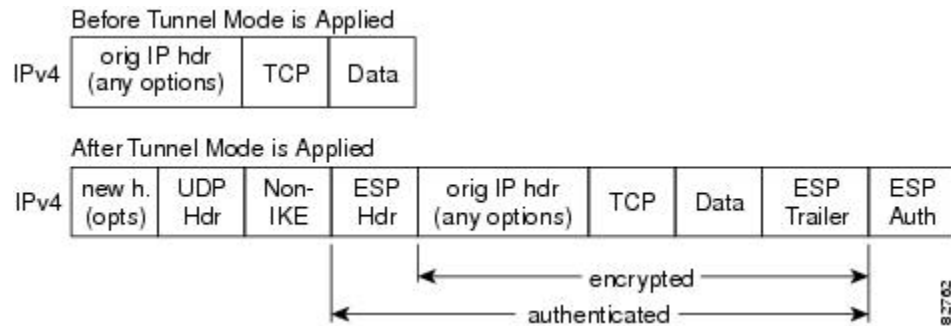 Before Tunnel Mode is Applied
IPv4
orig IP hdr
(any options)
TCP
Data
After Tunnel Mode is Applied
IPv4
new h.
(opts)
UDP
Hdr
Non-
IKE
ESP
Hdr
orig IP hdr
(any options)
TCP
Data
ESP
Trailer
ESP
Auth
encrypted
authenticated